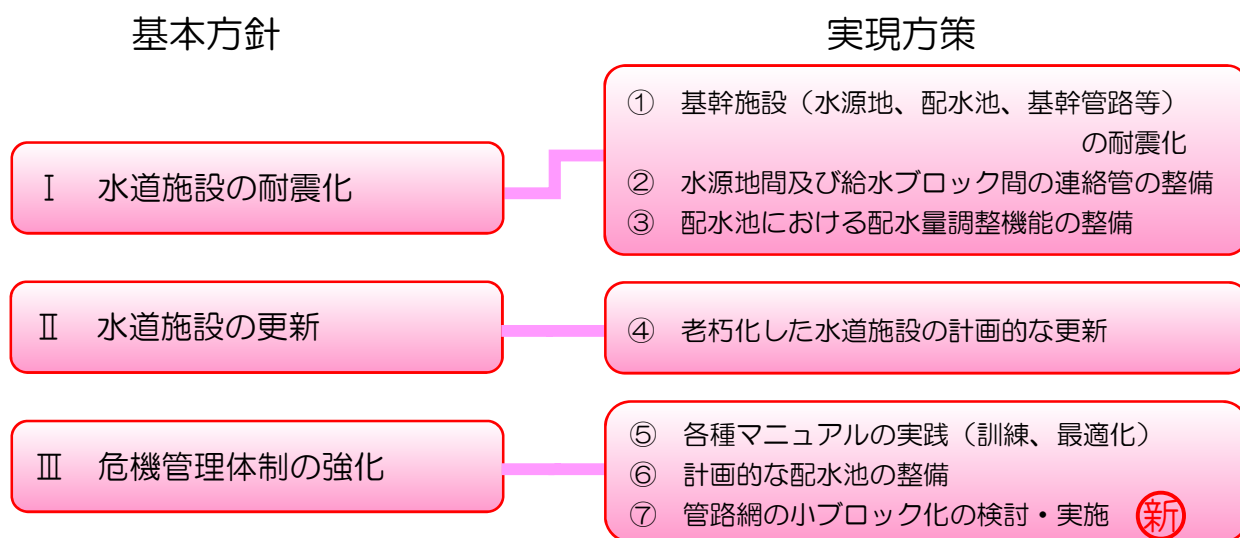 基本方針
実現方策
Ⅰ 水道施設の耐震化
① 基幹施設（水源地、配水池、基幹管路等）
の耐震化
② 水源地間及び給水ブロック間の連絡管の整備
③ 配水池における配水量調整機能の整備
Ⅱ 水道施設の更新
④ 老朽化した水道施設の計画的な更新
Ⅲ 危機管理体制の強化
⑤ 各種マニュアルの実践（訓練、最適化）
⑥ 計画的な配水池の整備
⑦ 管路網の小ブロック化の検討・実施 新